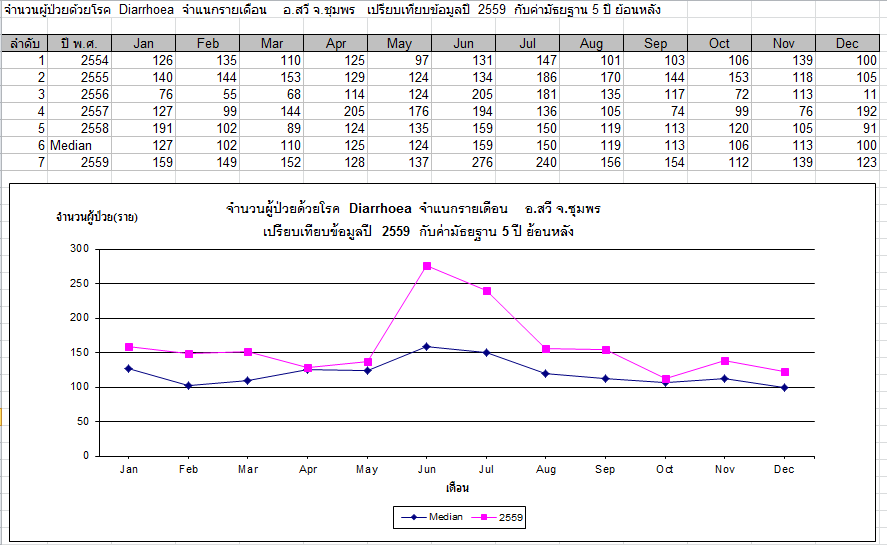 จำนวนผู้ป่วยด้วยโรค Diarrhoea จำแนกรายเดือน อ.สวี จ.ชุมพร เปรียบเทียบข้อมูลปี 2559 กับค่ามัธยฐาน 5 ปี ย้อนหลัง
ลำดับ ปี พ.ศ. Jan Feb Mar Apr May Jun Jul Aug Sep Oct Nov Dec
1 2554 126 135 110 125 97 131 147 101 103 106 139 100
2 2555 140 144 153 129 124 134 186 170 144 153 118 105
3 2556 76 55 68 114 124 205 181 135 117 72 113 11
4 2557 127 99 144 205 176 194 136 105 74 99 76 192
5 2558 191 102 89 124 135 159 150 119 113 120 105 91
6 Median 127 102 110 125 124 159 150 119 113 106 113 100
7 2559 159 149 152 128 137 276 240 156 154 112 139 123
จำนวนผู้ป่วยด้วยโรค Diarrhoea จำแนกรายเดือน อ.สวี จ.ชุมพร
จำนวนผู้ป่วย(ราย)
เปรียบเทียบข้อมูลปี 2559 กับค่ามัธยฐาน 5 ปี ย้อนหลัง
300
250
200
150
100
50
0
Jan Feb Mar Apr May Jun Jul Aug Sep Oct Nov Dec
เดือน
Median 2559